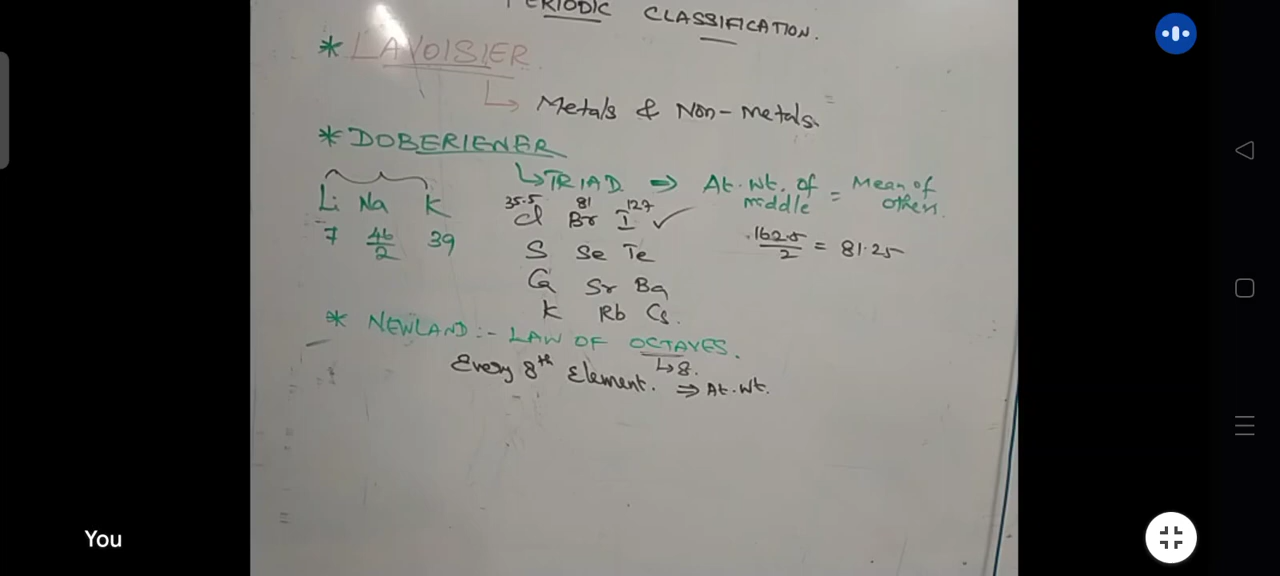 PERIODIC CLASSIFICATION.
* LAVOISIER.
↳ Metals & Non-Metals.
* DOBERIENER
↳ TRIAD ⇒ At. Wt. of middle = Mean of others.
Li Na K
7 46/2 39
35.5 81 127
Cl Br I ✓
162.5/2 = 81.25
S Se Te
Ca Sr Ba
K Rb Cs.
* NEWLAND:- LAW OF OCTAVES.
↳ 8.
Every 8th Element. ⇒ At. Wt.
You